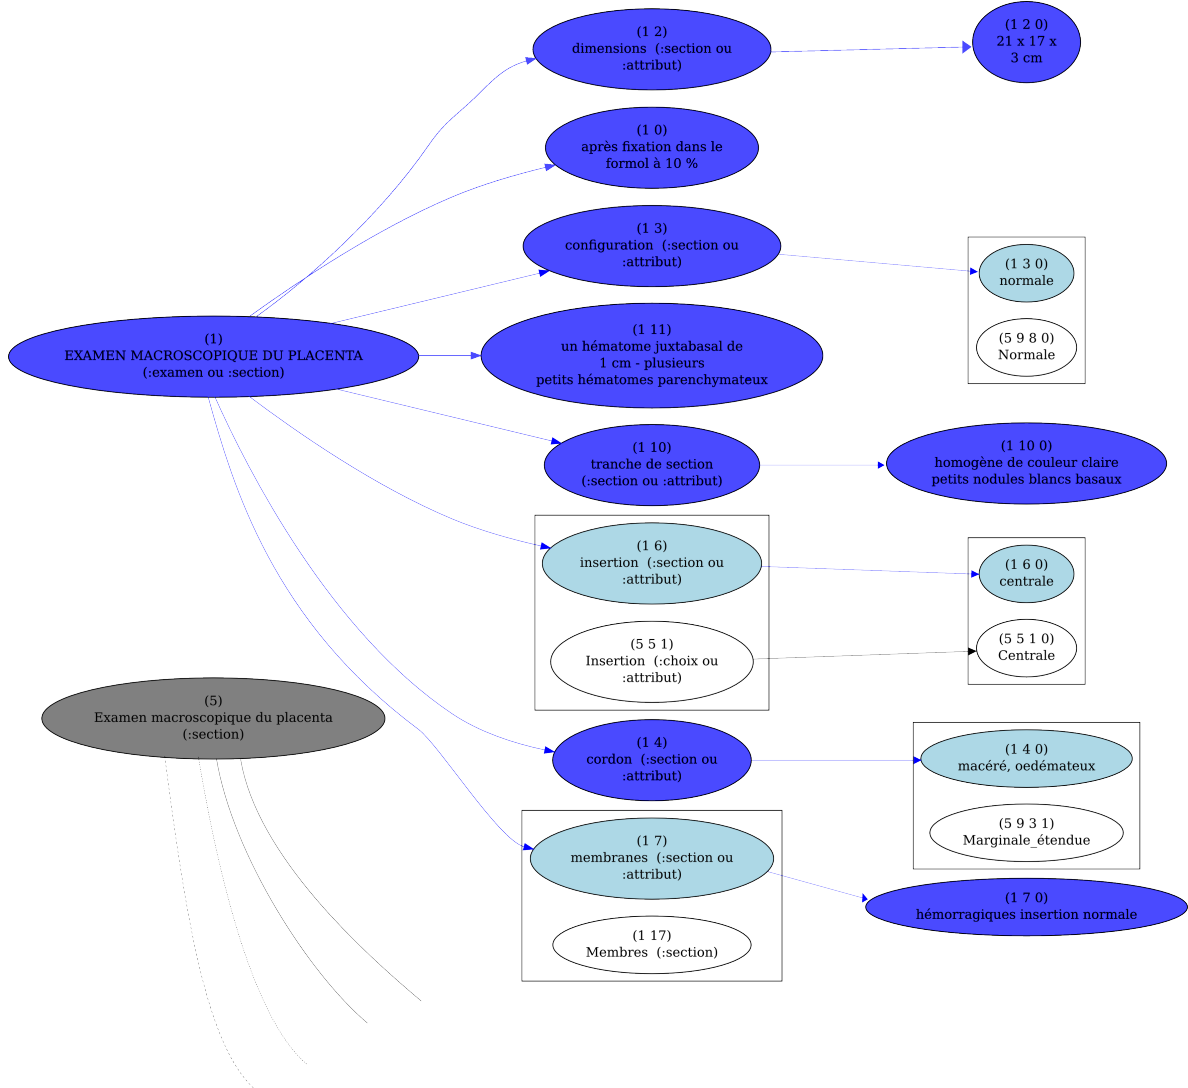 (1 2)
dimensions (:section ou
:attribut)
(1 2 0)
21 x 17 x
3 cm
(1 0)
après fixation dans le
formol à 10 %
(1 3)
configuration (:section ou
:attribut)
(1 3 0)
normale
(5 9 8 0)
Normale
(1)
EXAMEN MACROSCOPIQUE DU PLACENTA
(:examen ou :section)
(1 11)
un hématome juxtabasal de
1 cm - plusieurs
petits hématomes parenchymateux
(1 10)
tranche de section
(:section ou :attribut)
(1 10 0)
homogène de couleur claire
petits nodules blancs basaux
(1 6)
insertion (:section ou
:attribut)
(1 6 0)
centrale
(5 5 1)
Insertion (:choix ou
:attribut)
(5 5 1 0)
Centrale
(5)
Examen macroscopique du placenta
(:section)
(1 4)
cordon (:section ou
:attribut)
(1 4 0)
macéré, oedémateux
(5 9 3 1)
Marginale_étendue
(1 7)
membranes (:section ou
:attribut)
(1 7 0)
hémorragiques insertion normale
(1 17)
Membres (:section)